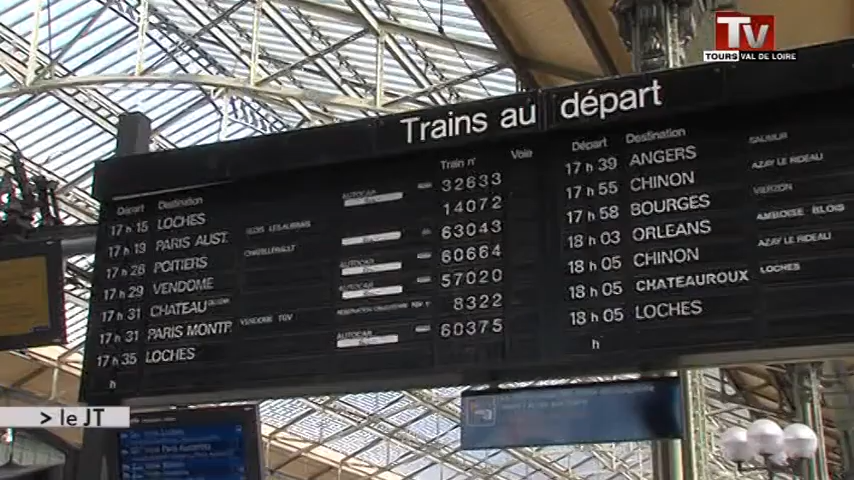 TV
TOURS VAL DE LOIRE
Trains au départ
Départ Destination Train n° Voie
17 h 15 LOCHES AUTOCAR 32633
17 h 19 PARIS AUST. 14072
17 h 28 POITIERS CHATELLERAULT 63043
17 h 29 VENDOME 60664
17 h 31 CHATEAU 57020
17 h 31 PARIS MONTP. VENDOME TGV 8322
17 h 35 LOCHES AUTOCAR 60375
h
Départ Destination
17 h 39 ANGERS SAUMUR
17 h 55 CHINON AZAY LE RIDEAU
17 h 58 BOURGES VIERZON
18 h 03 ORLEANS AMBOISE BLOIS
18 h 05 CHINON AZAY LE RIDEAU
18 h 05 CHATEAUROUX LOCHES
18 h 05 LOCHES
h
> le JT